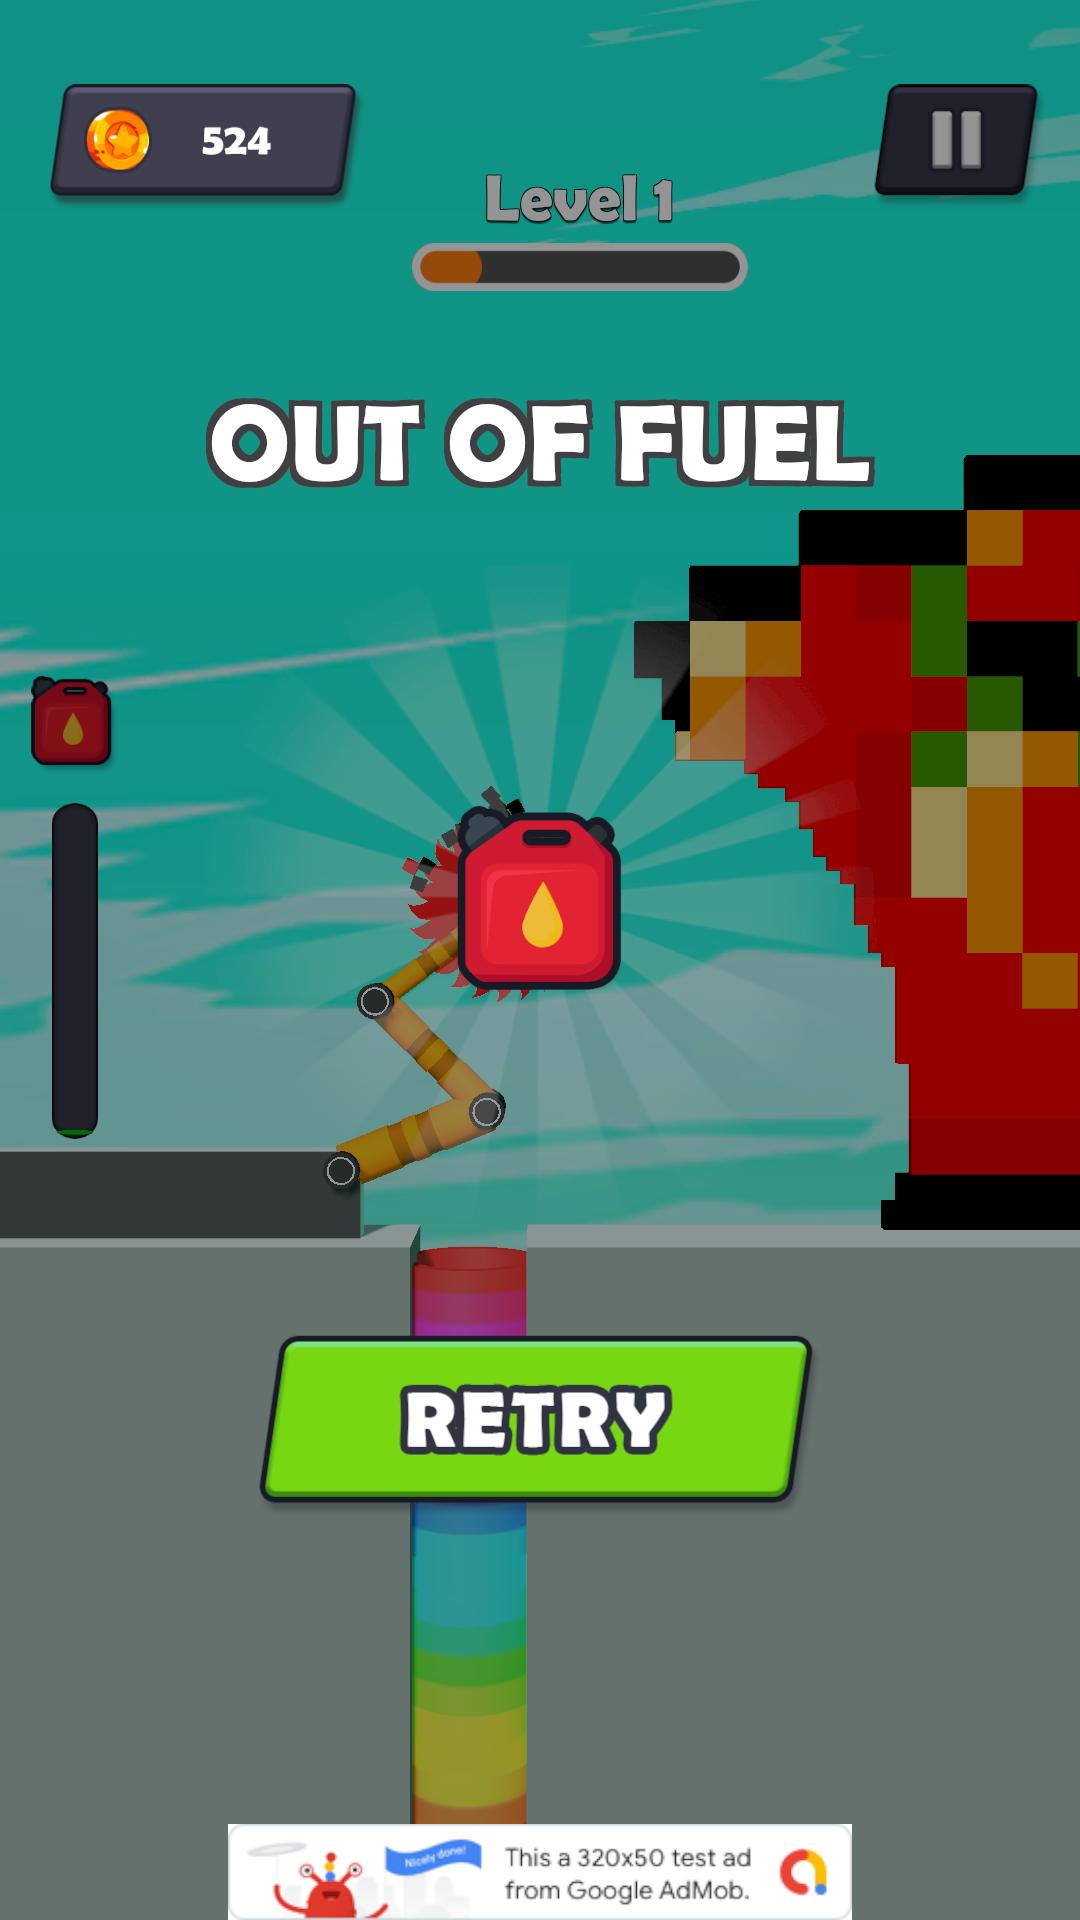 524
Level 1
OUT OF FUEL
RETRY
Nicely done!
This a 320x50 test ad
from Google AdMob.